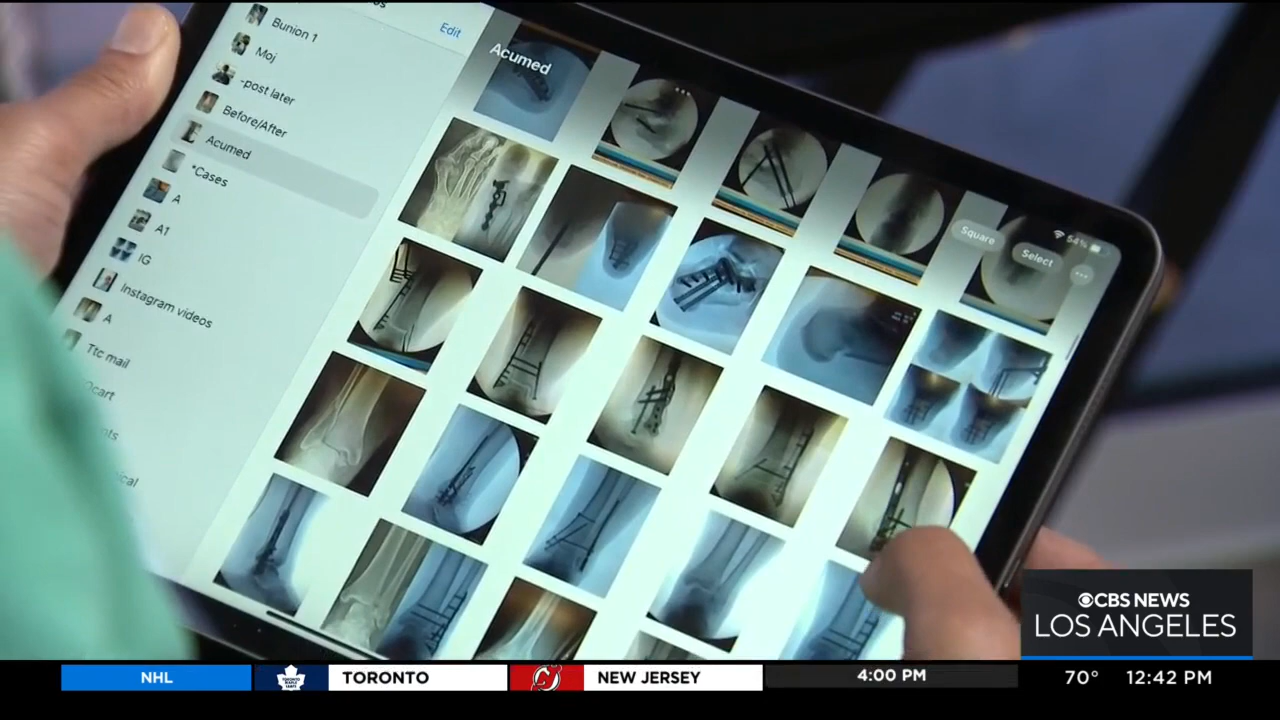 Bunion 1
Edit
Moj
-post later
Before/After
Acumed
*Cases
A
A1
IG
Instagram videos
A
Ttc mail
Acumed
Square
Select
54%
CBS NEWS
LOS ANGELES
NHL
TORONTO
NEW JERSEY
4:00 PM
70°
12:42 PM